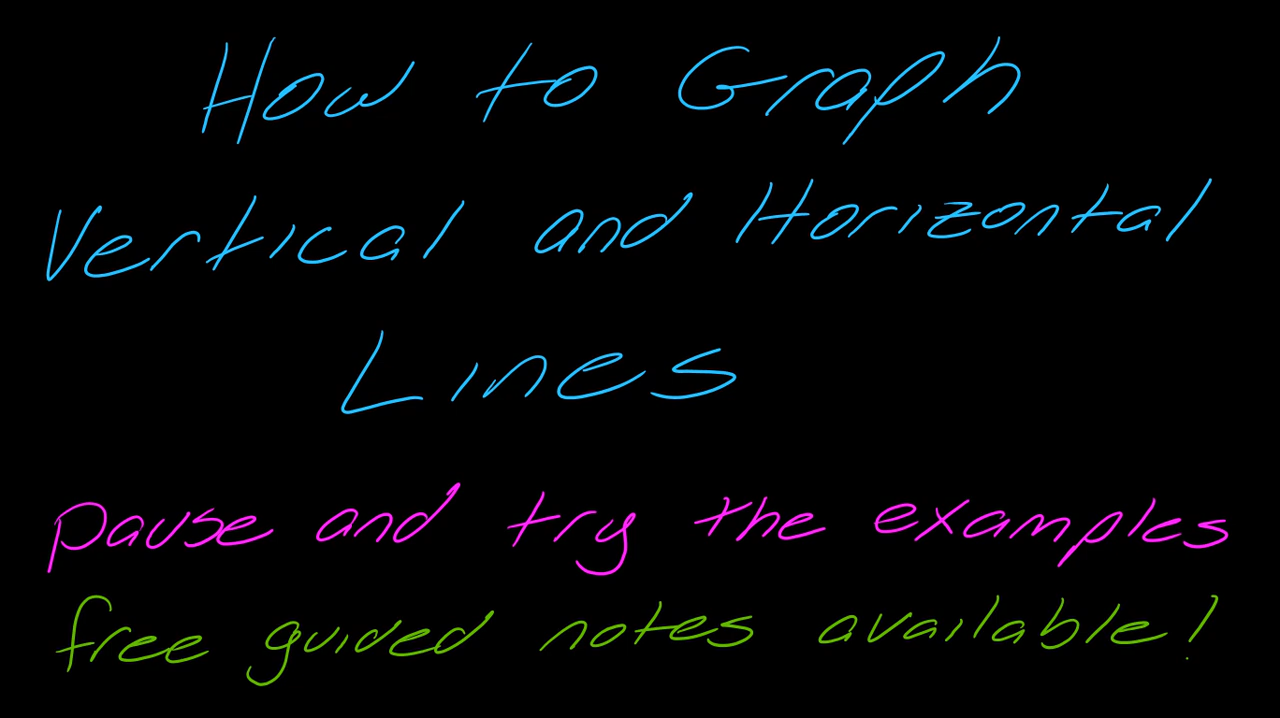 How to Graph
Vertical and Horizontal
Lines
pause and try the examples
free guided notes available!